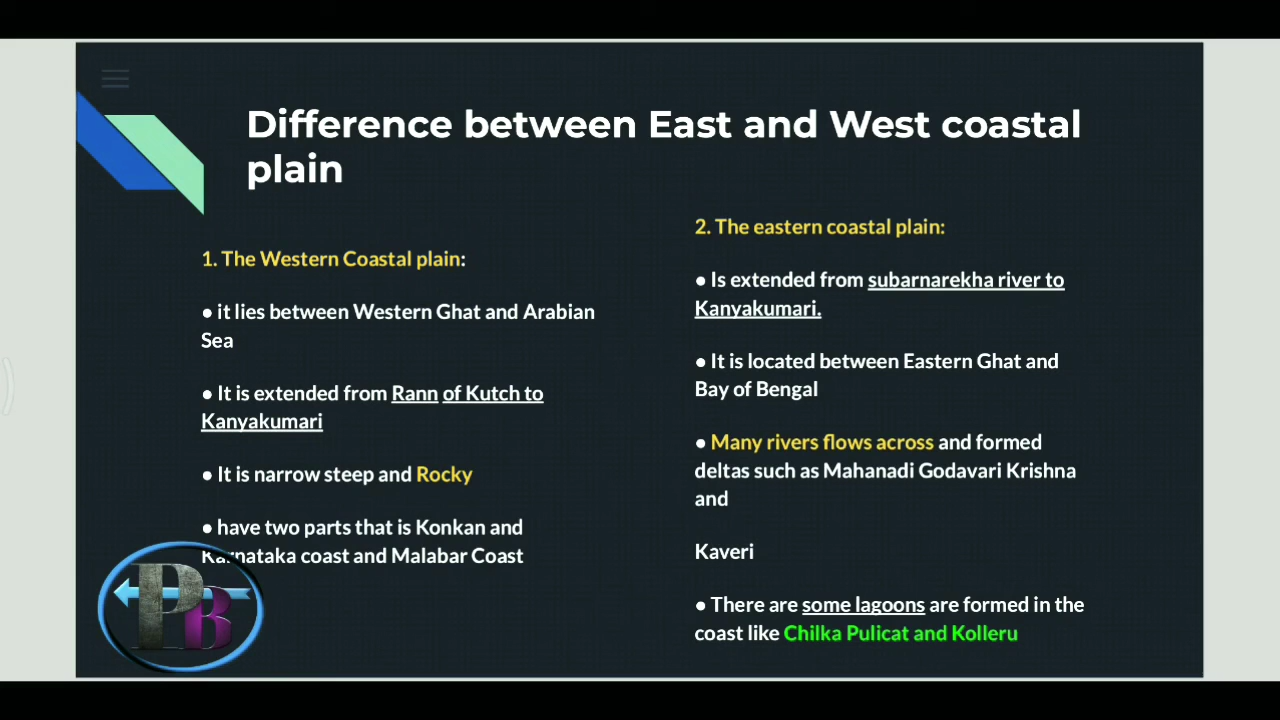 Difference between East and West coastal
plain
1. The Western Coastal plain:
● it lies between Western Ghat and Arabian
Sea
● It is extended from Rann of Kutch to
Kanyakumari
● It is narrow steep and Rocky
● have two parts that is Konkan and
Karnataka coast and Malabar Coast
PB
2. The eastern coastal plain:
● Is extended from subarnarekha river to
Kanyakumari.
● It is located between Eastern Ghat and
Bay of Bengal
● Many rivers flows across and formed
deltas such as Mahanadi Godavari Krishna
and
Kaveri
● There are some lagoons are formed in the
coast like Chilka Pulicat and Kolleru